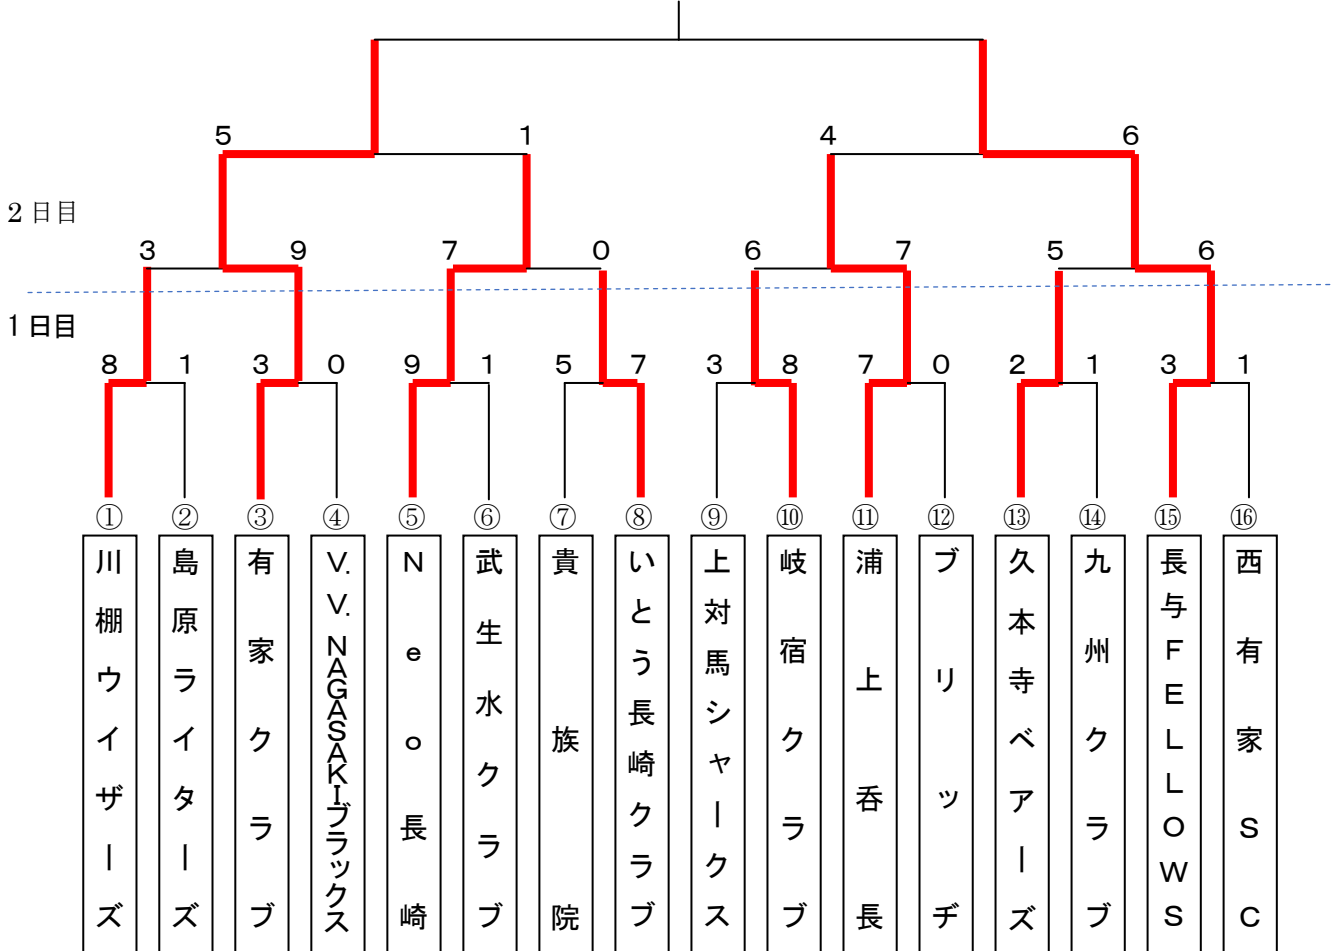 5 1 4 6
2日目
3 9 7 0 6 7 5 6
1日目
8 1 3 0 9 1 5 7 3 8 7 0 2 1 3 1
① ② ③ ④ ⑤ ⑥ ⑦ ⑧ ⑨ ⑩ ⑪ ⑫ ⑬ ⑭ ⑮ ⑯
川棚ウイザーズ
島原ライターズ
有家クラブ
V.V.NAGASAKIブラックス
Neo長崎
武生水クラブ
貴族院
いとう長崎クラブ
上対馬シャークス
岐宿クラブ
浦上呑長
ブリッヂ
久本寺ベアーズ
九州クラブ
長与FELLOWS
西有家SC